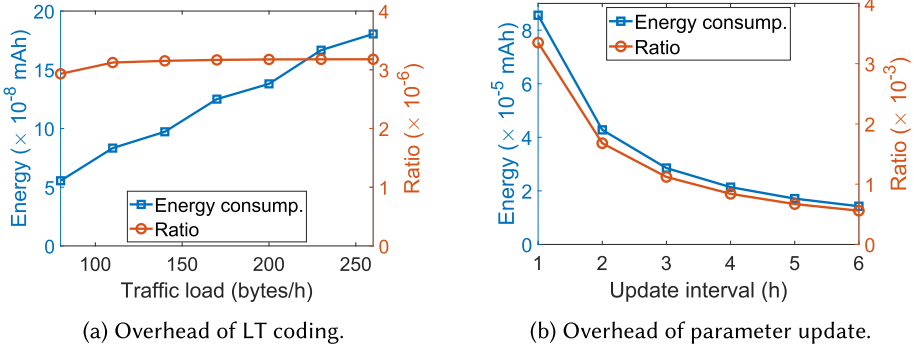 20
15
10
5
0
Energy (× 10-8 mAh)
4
3
2
1
0
Ratio (× 10-6)
Energy consump.
Ratio
100
150
200
250
Traffic load (bytes/h)
(a) Overhead of LT coding.
8
6
4
2
0
Energy (× 10-5 mAh)
4
3
2
1
0
Ratio (× 10-3)
Energy consump.
Ratio
1 2 3 4 5 6
Update interval (h)
(b) Overhead of parameter update.